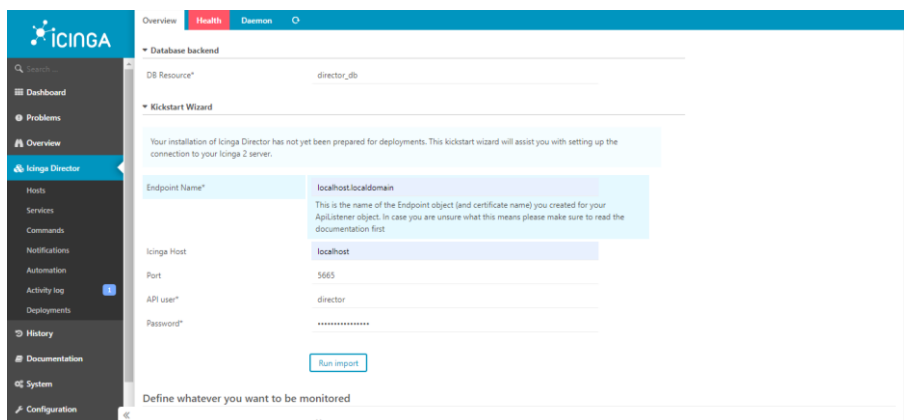 Overview Health Daemon
ICINGA
Database backend
Search ...
DB Resource* director_db
Dashboard
Kickstart Wizard
Problems
Overview
Your installation of Icinga Director has not yet been prepared for deployments. This kickstart wizard will assist you with setting up the
connection to your Icinga 2 server.
Icinga Director
Hosts
Endpoint Name* localhost.localdomain
This is the name of the Endpoint object (and certificate name) you created for your
ApiListener object. In case you are unsure what this means please make sure to read the
documentation first
Services
Commands
Notifications
Icinga Host localhost
Automation
Port 5665
Activity log 1
API user* director
Deployments
Password* ................
History
Documentation
Run import
System
Define whatever you want to be monitored
Configuration